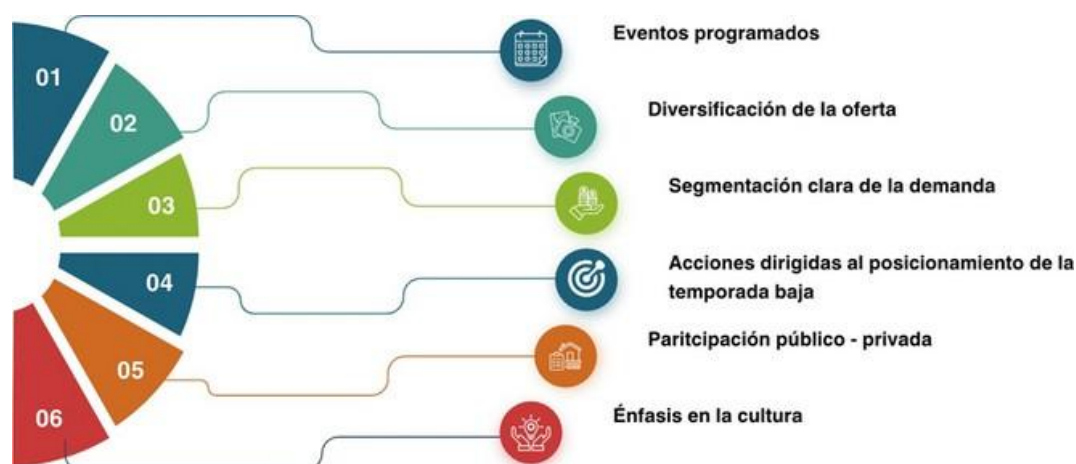 01
Eventos programados
02
Diversificación de la oferta
03
Segmentación clara de la demanda
04
Acciones dirigidas al posicionamiento de la
temporada baja
05
Paritcipación público - privada
06
Énfasis en la cultura